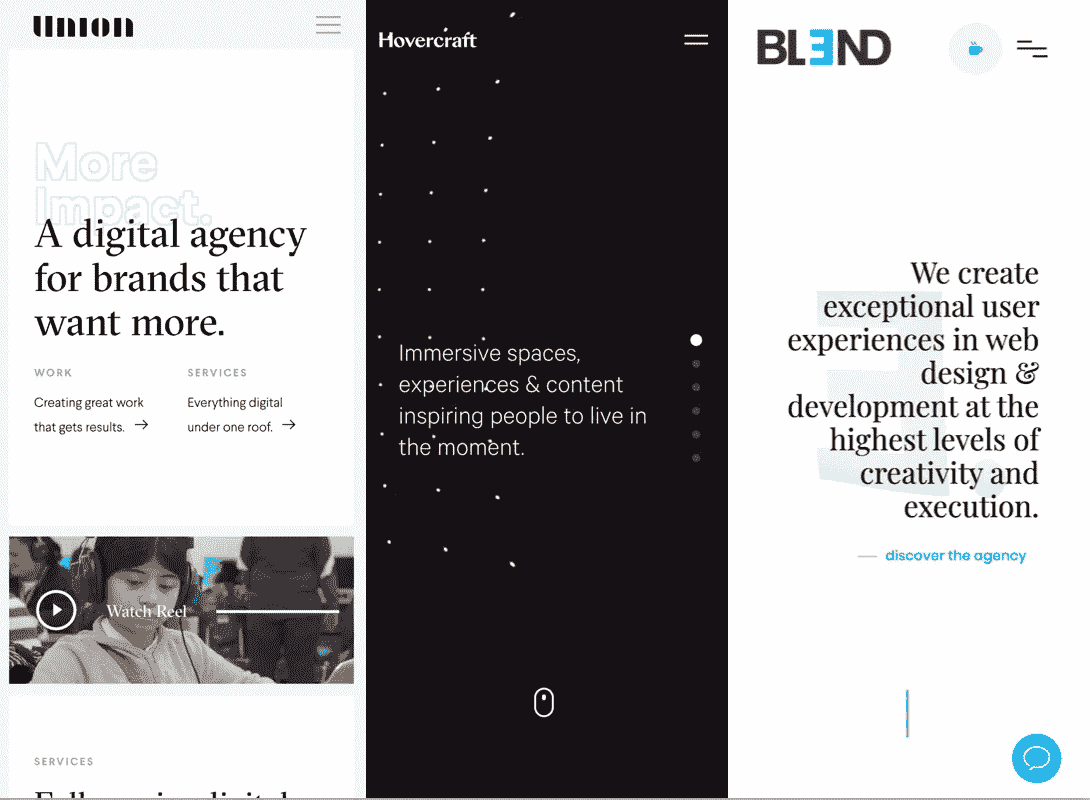 Union
More
Impact.
A digital agency
for brands that
want more.
WORK
Creating great work
that gets results. →
SERVICES
Everything digital
under one roof. →
Watch Reel
SERVICES
Hovercraft
Immersive spaces,
experiences & content
inspiring people to live in
the moment.
BLEND
We create
exceptional user
experiences in web
design &
development at the
highest levels of
creativity and
execution.
discover the agency